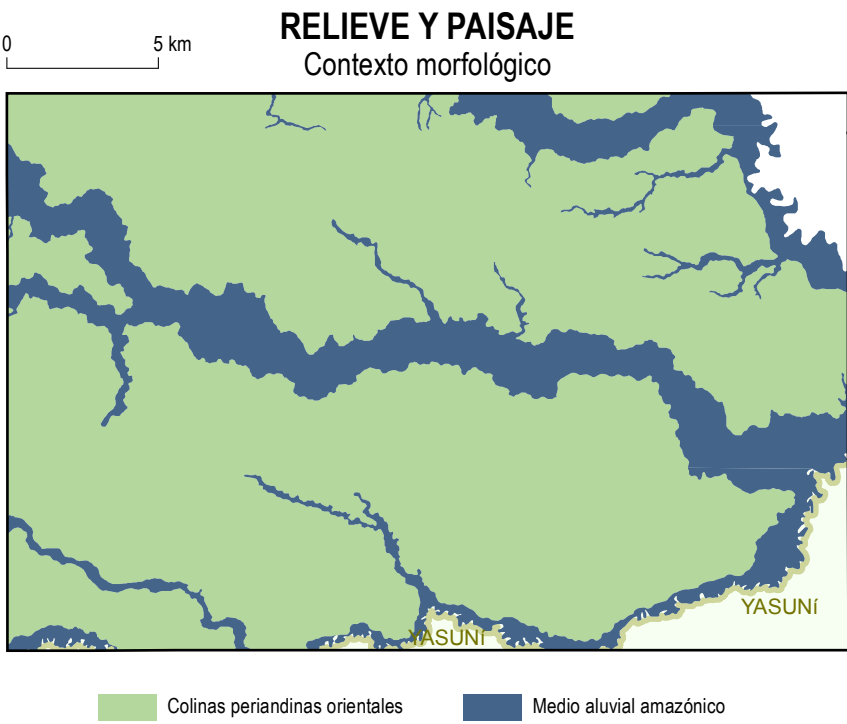 RELIEVE Y PAISAJE
Contexto morfológico
0 5 km
YASUNí
YASUNí
Colinas periandinas orientales
Medio aluvial amazónico